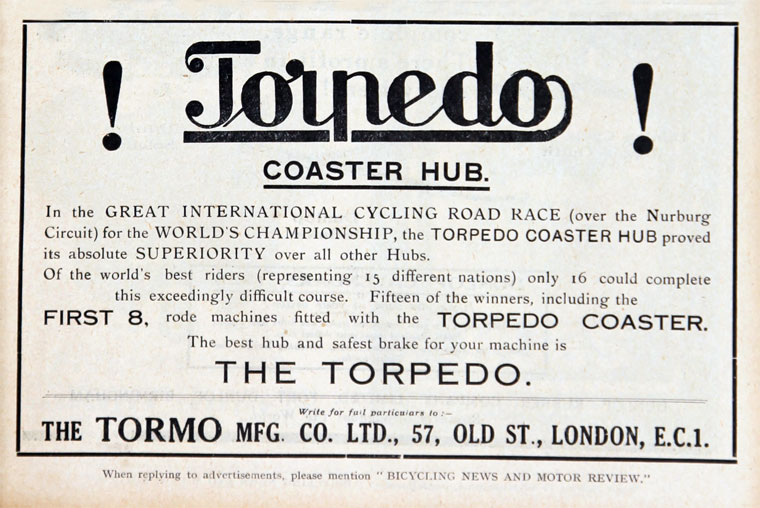 ! Torpedo !
COASTER HUB.
In the GREAT INTERNATIONAL CYCLING ROAD RACE (over the Nurburg
Circuit) for the WORLD'S CHAMPIONSHIP, the TORPEDO COASTER HUB proved
its absolute SUPERIORITY over all other Hubs.
Of the world's best riders (representing 15 different nations) only 16 could complete
this exceedingly difficult course. Fifteen of the winners, including the
FIRST 8, rode machines fitted with the TORPEDO COASTER.
The best hub and safest brake for your machine is
THE TORPEDO.
Write for full particulars to :—
THE TORMO MFG. CO. LTD., 57, OLD ST., LONDON, E.C.1.
When replying to advertisements, please mention "BICYCLING NEWS AND MOTOR REVIEW."